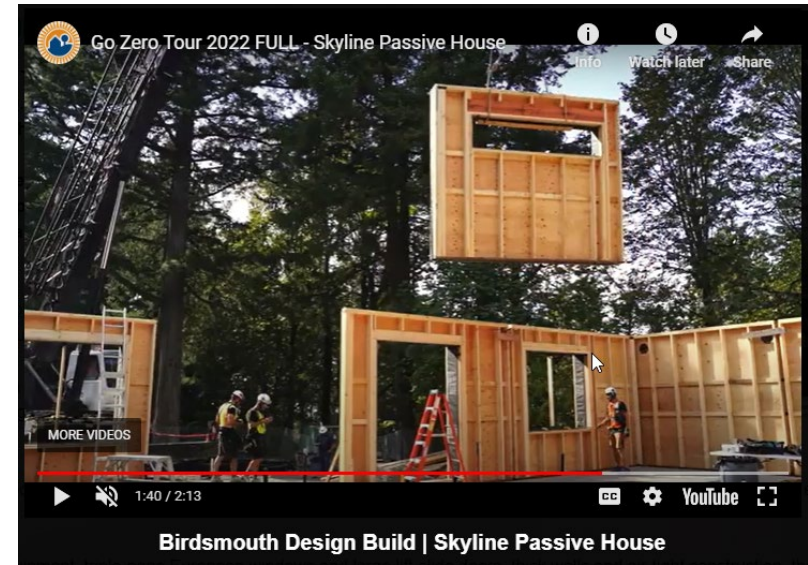 Go Zero Tour 2022 FULL - Skyline Passive House
Info
Watch later
Share
MORE VIDEOS
1:40 / 2:13
CC
YouTube
Birdsmouth Design Build | Skyline Passive House